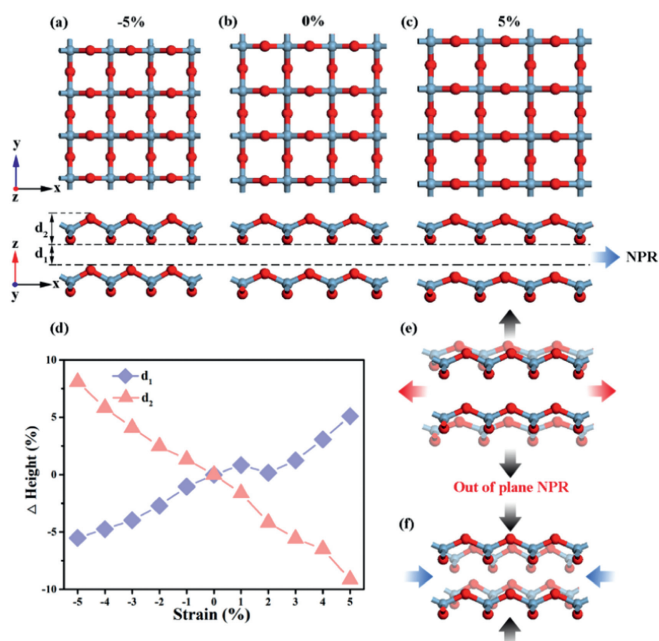 (a) -5% (b) 0% (c) 5%
y
z x
d₂
d₁
z
y x
NPR
(d)
10
5
0
-5
-10
Δ Height (%)
d₁
d₂
-5 -4 -3 -2 -1 0 1 2 3 4 5
Strain (%)
(e)
Out of plane NPR
(f)